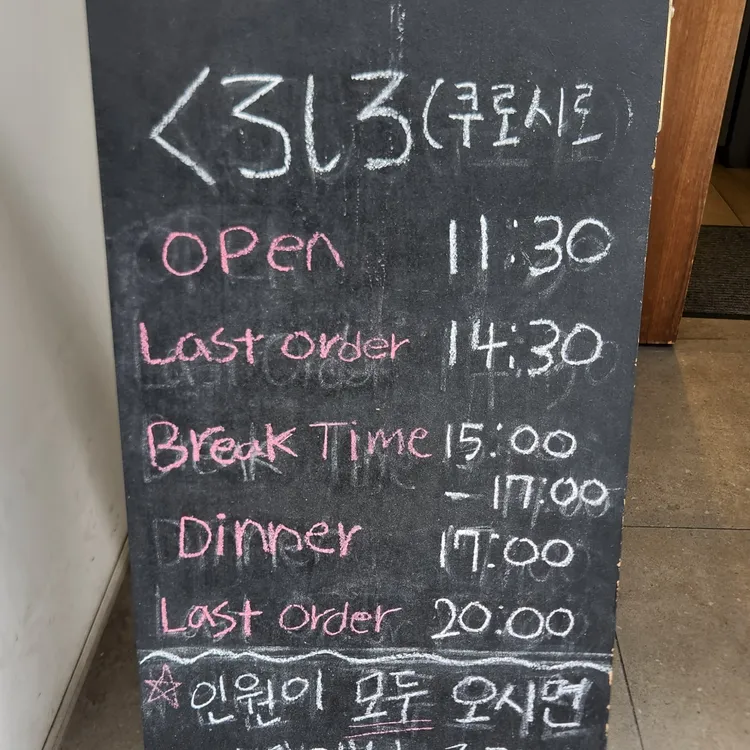 くろしろ(쿠로시로)
OPen 11:30
Last order 14:30
Break Time 15:00
- 17:00
Dinner 17:00
Last order 20:00
☆ 인원이 모두 오시면